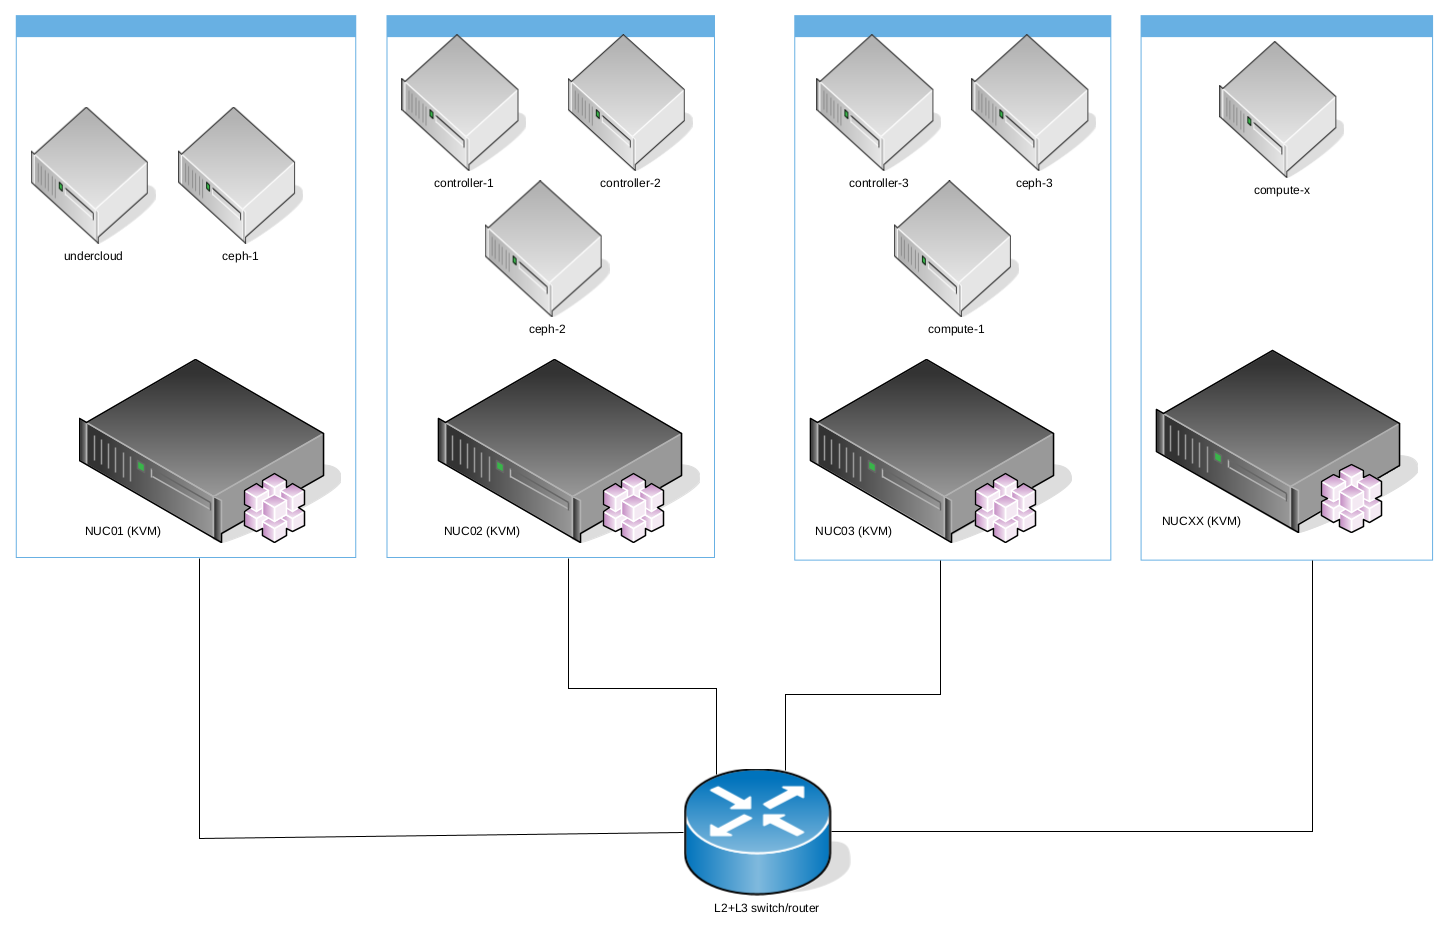 controller-1
controller-2
controller-3
ceph-3
compute-x
undercloud
ceph-1
ceph-2
compute-1
NUC01 (KVM)
NUC02 (KVM)
NUC03 (KVM)
NUCXX (KVM)
L2+L3 switch/router